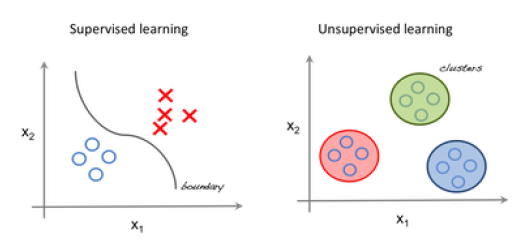 Supervised learning
x2
boundary
x1
Unsupervised learning
clusters
x2
x1